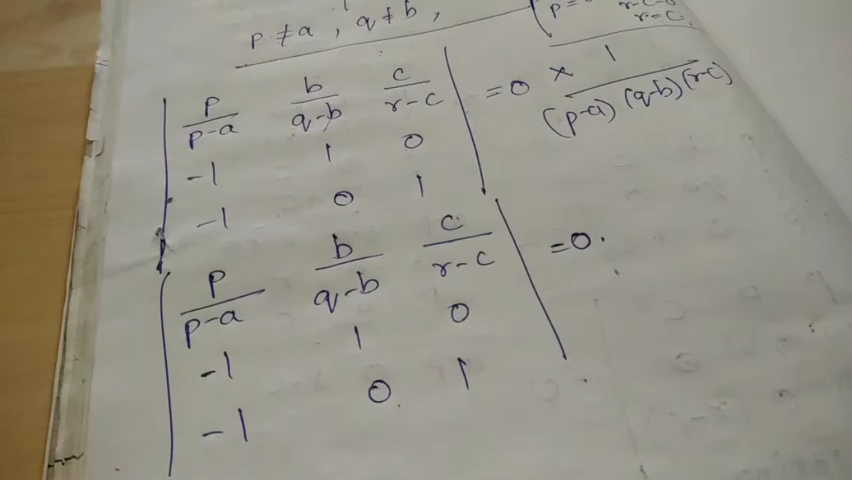 p ≠ a , q ≠ b ,
p =
r-c
r = c
| p/(p-a) b/(q-b) c/(r-c) | = 0 × 1/((p-a)(q-b)(r-c))
-1 1 0
-1 0 1
| p/(p-a) b/(q-b) c/(r-c) | = 0.
-1 1 0
-1 0 1